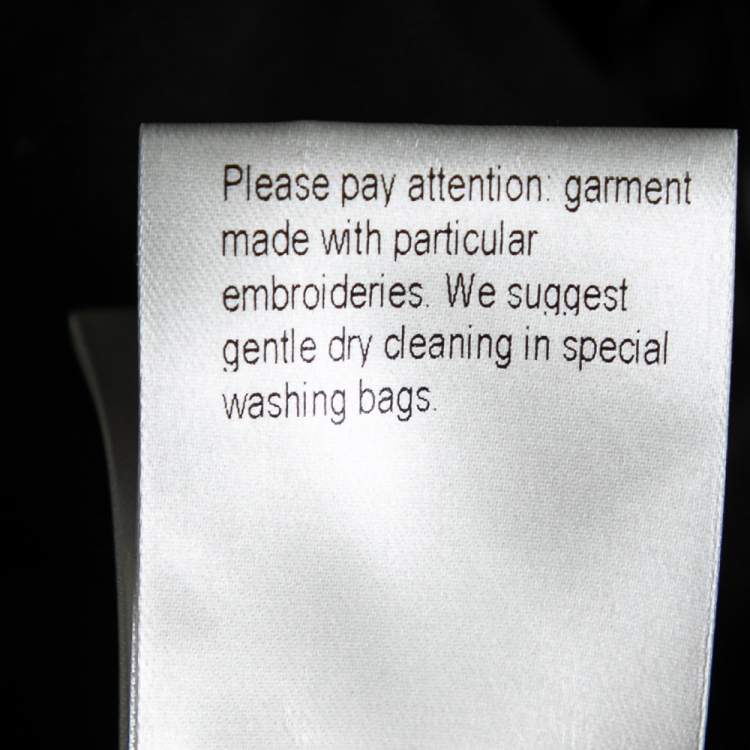 Please pay attention: garment
made with particular
embroideries. We suggest
gentle dry cleaning in special
washing bags.